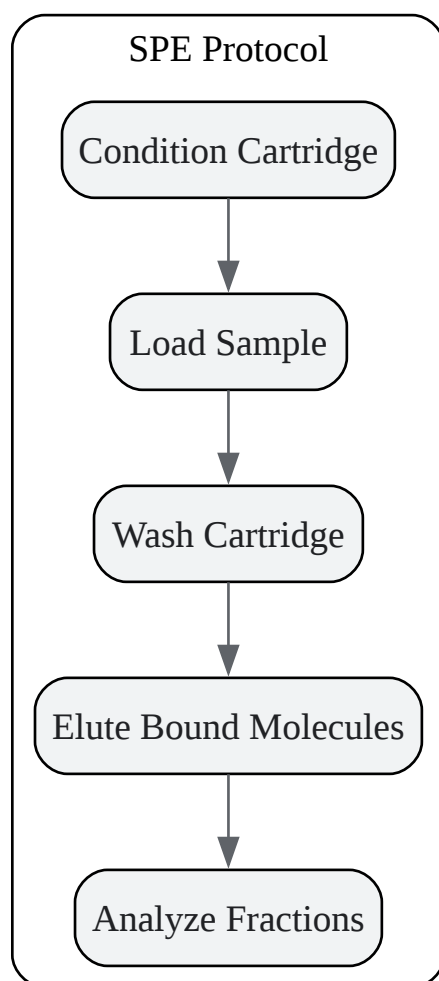 SPE Protocol
Condition Cartridge
Load Sample
Wash Cartridge
Elute Bound Molecules
Analyze Fractions